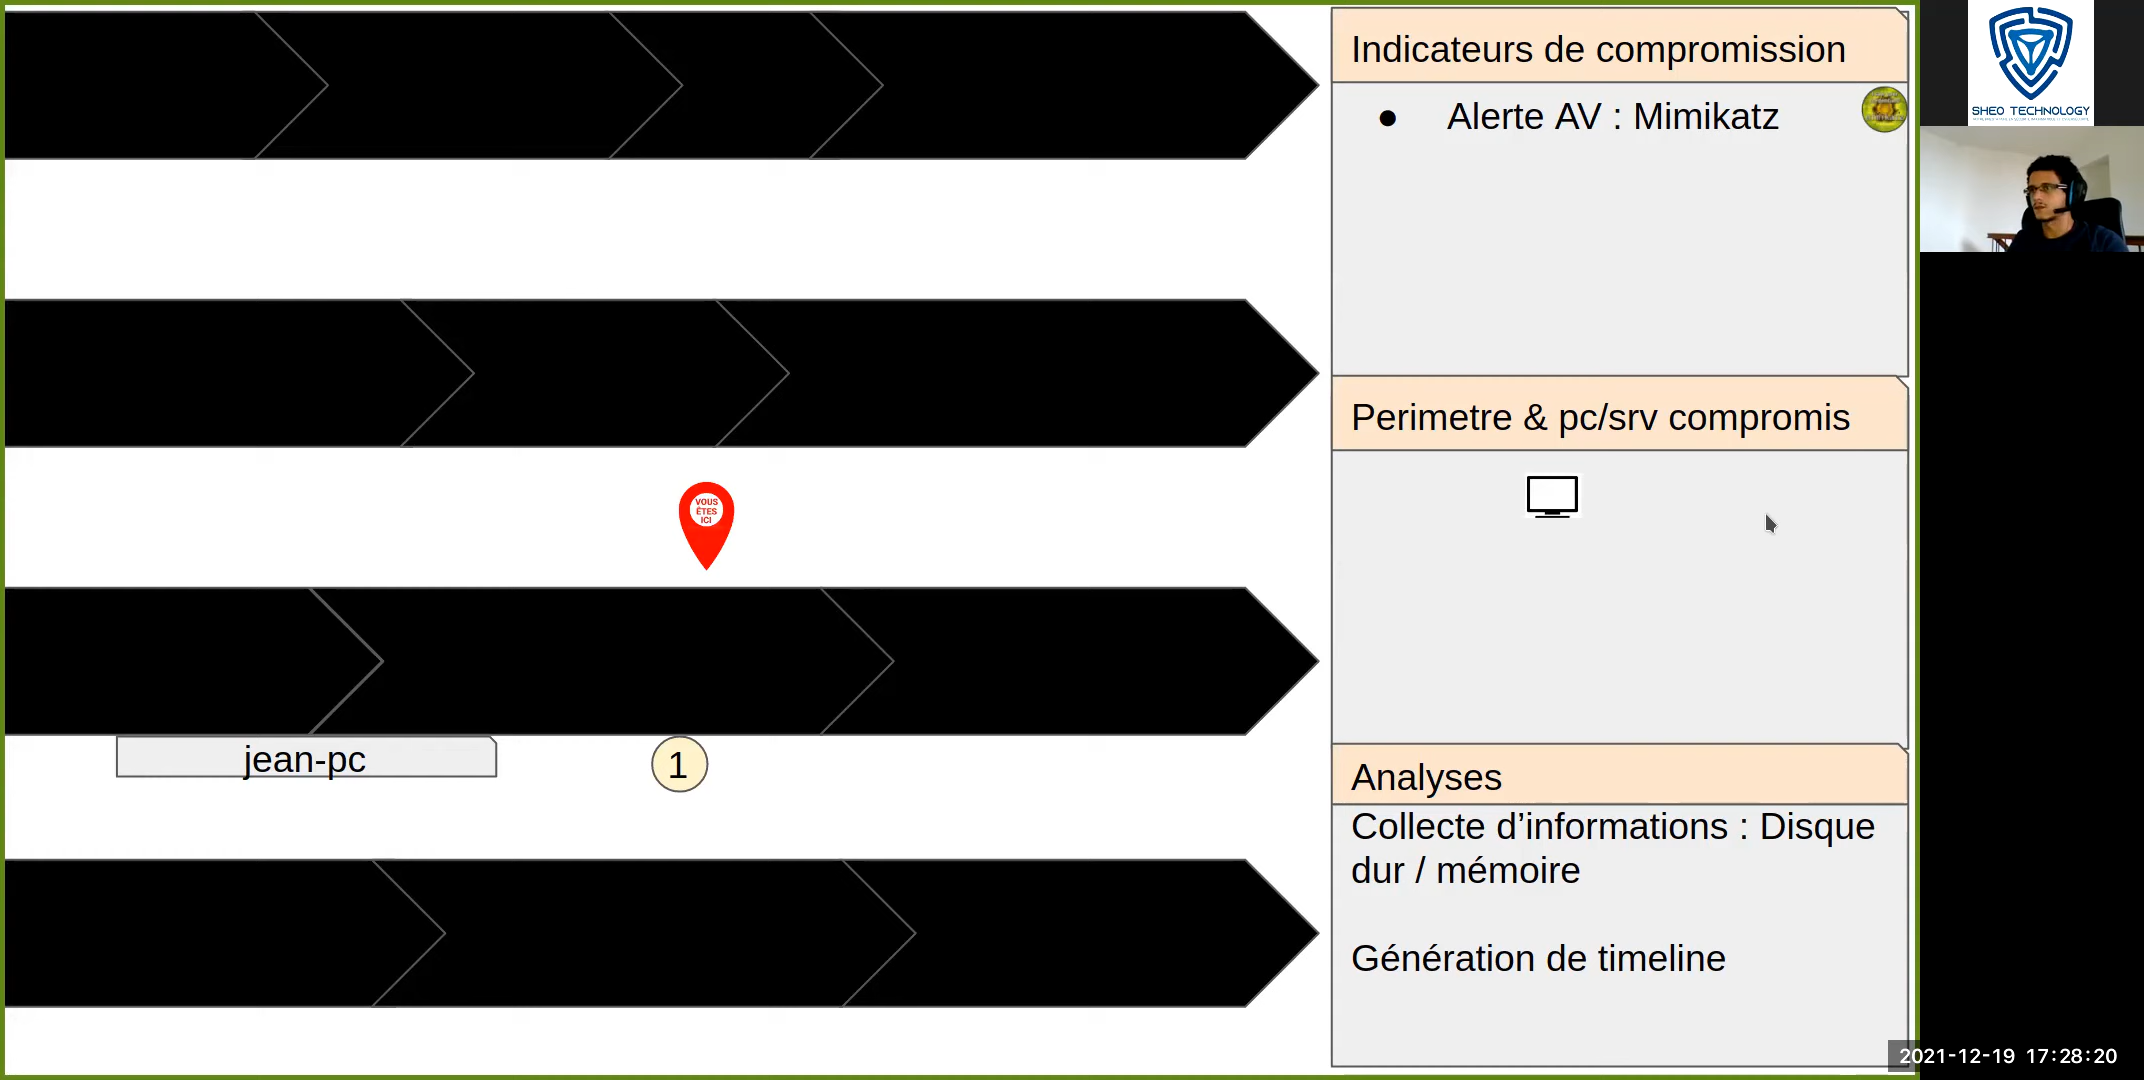 Indicateurs de compromission
● Alerte AV : Mimikatz
SHEO TECHNOLOGY
Perimetre & pc/srv compromis
VOUS
ÊTES
ICI
jean-pc
1
Analyses
Collecte d’informations : Disque
dur / mémoire
Génération de timeline
2021-12-19 17:28:20